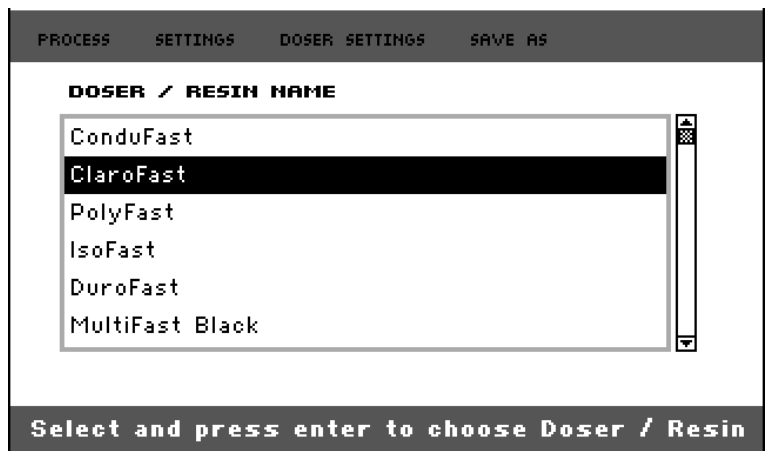 PROCESS SETTINGS DOSER SETTINGS SAVE AS
DOSER / RESIN NAME
ConduFast
ClaroFast
PolyFast
IsoFast
DuroFast
MultiFast Black
Select and press enter to choose Doser / Resin